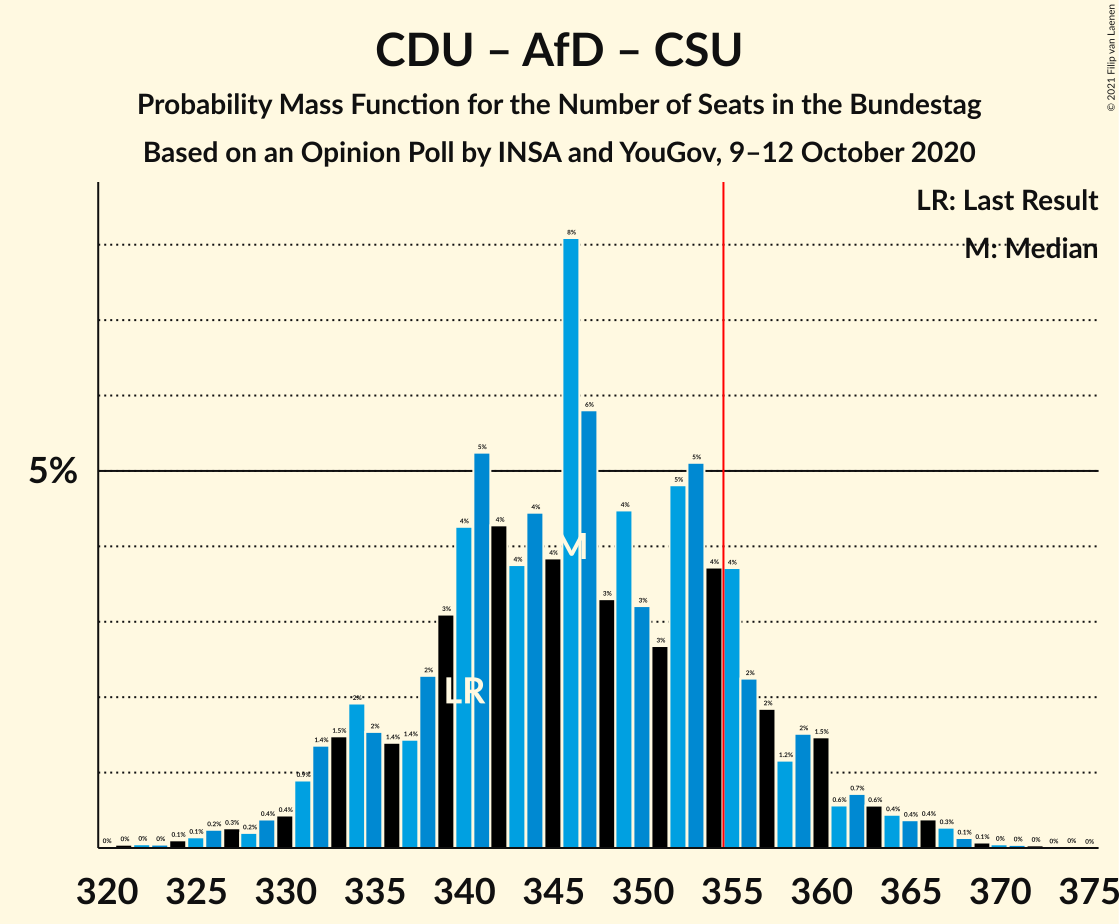 CDU – AfD – CSU
Probability Mass Function for the Number of Seats in the Bundestag
Based on an Opinion Poll by INSA and YouGov, 9–12 October 2020
© 2021 Filip van Laenen
LR: Last Result
M: Median
5%
0% 0% 0% 0% 0.1% 0.1% 0.2% 0.3% 0.2% 0.4% 0.4% 0.9% 1.4% 1.5% 2% 2% 1.4% 1.4% 2% 3% 4% 5% 4% 4% 4% 4% 8% 6% 3% 4% 3% 3% 5% 5% 4% 4% 2% 2% 1.2% 2% 1.5% 0.6% 0.7% 0.6% 0.4% 0.4% 0.4% 0.3% 0.1% 0.1% 0% 0% 0% 0% 0% 0%
M
LR
320 325 330 335 340 345 350 355 360 365 370 375